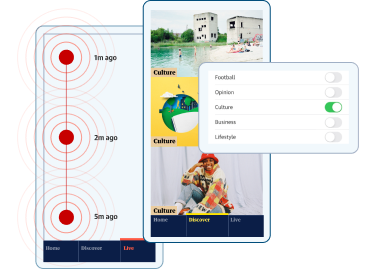 1m ago
2m ago
5m ago
Home Discover Live
Culture
Culture
Culture
Home Discover Live
Football
Opinion
Culture
Business
Lifestyle